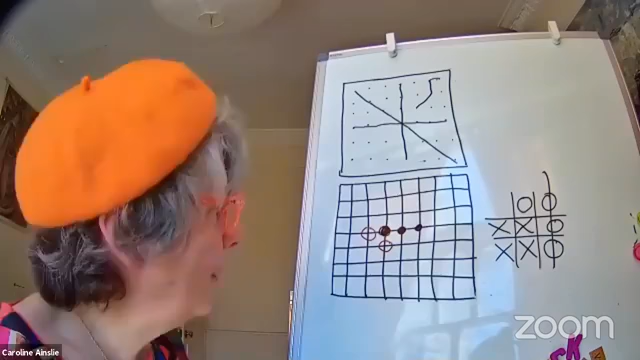 O O
X X O
X X O
zoom
Caroline Ainslie